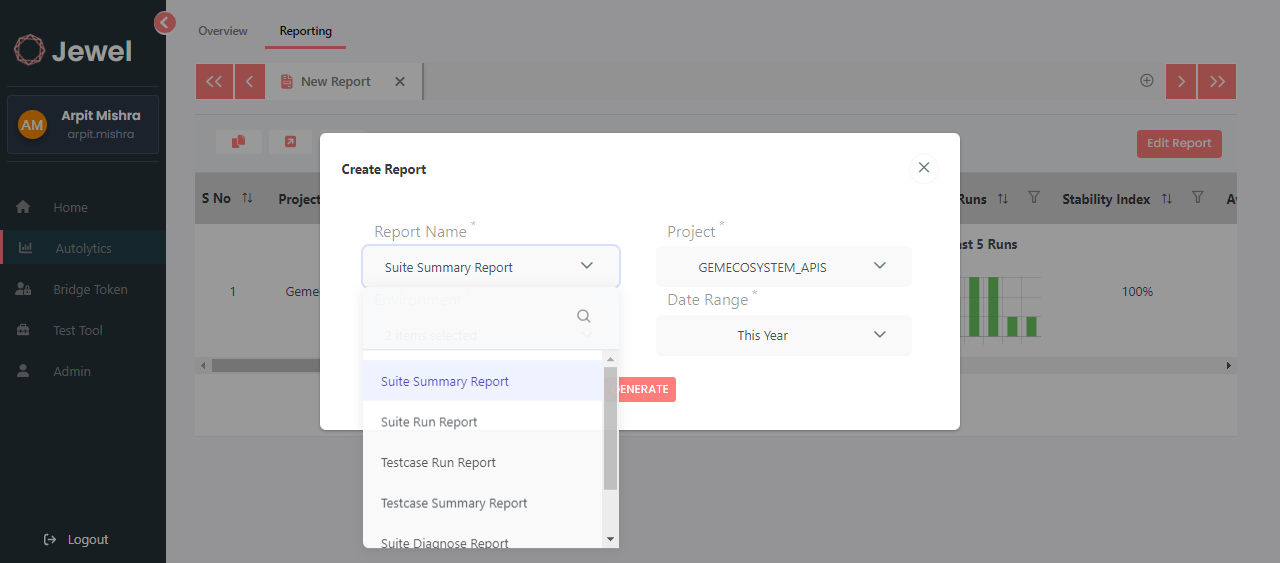 Jewel
AM
Arpit Mishra
arpit.mishra
Home
Autolytics
Bridge Token
Test Tool
Admin
Logout
Overview
Reporting
New Report
Edit Report
S No
Project
Runs
Stability Index
1
Geme
st 5 Runs
100%
Create Report
Report Name *
Project *
Suite Summary Report
GEMECOSYSTEM_APIS
Environment *
Date Range *
2 items selected
This Year
Suite Summary Report
Suite Run Report
Testcase Run Report
Testcase Summary Report
Suite Diagnose Report
ENERATE